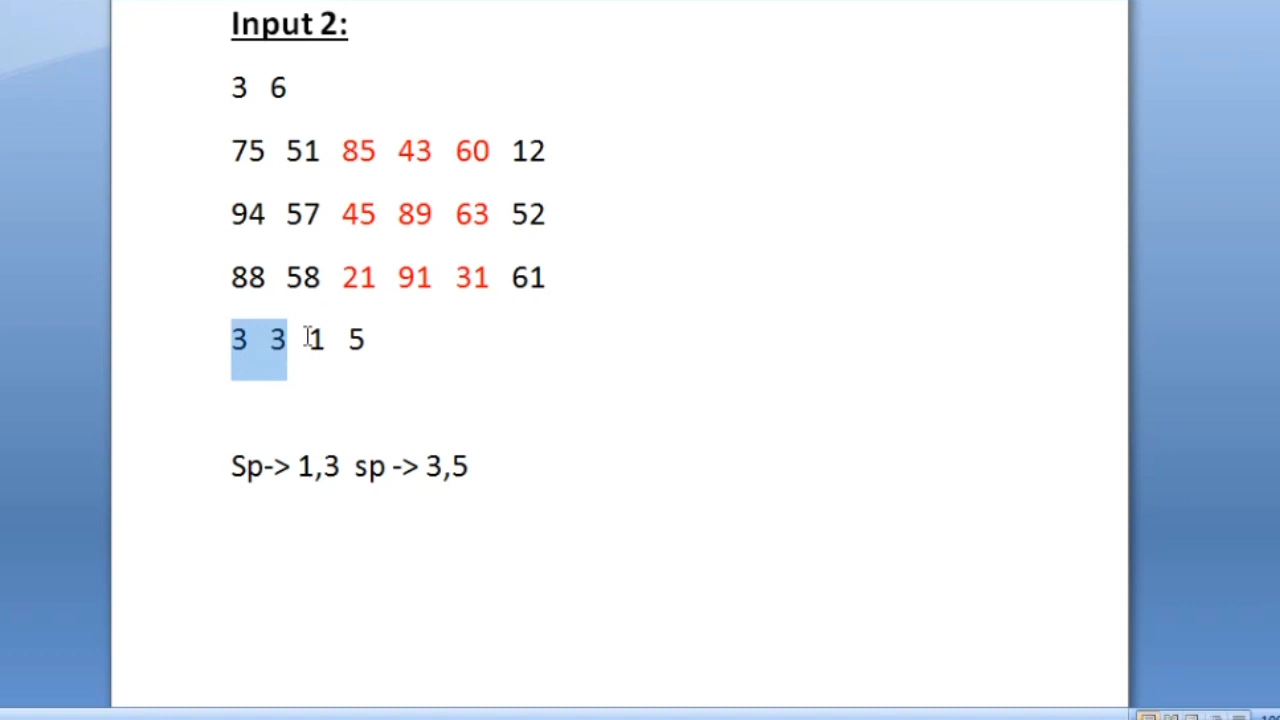 Input 2:
3 6
75 51 85 43 60 12
94 57 45 89 63 52
88 58 21 91 31 61
3 3 1 5
Sp-> 1,3 sp -> 3,5